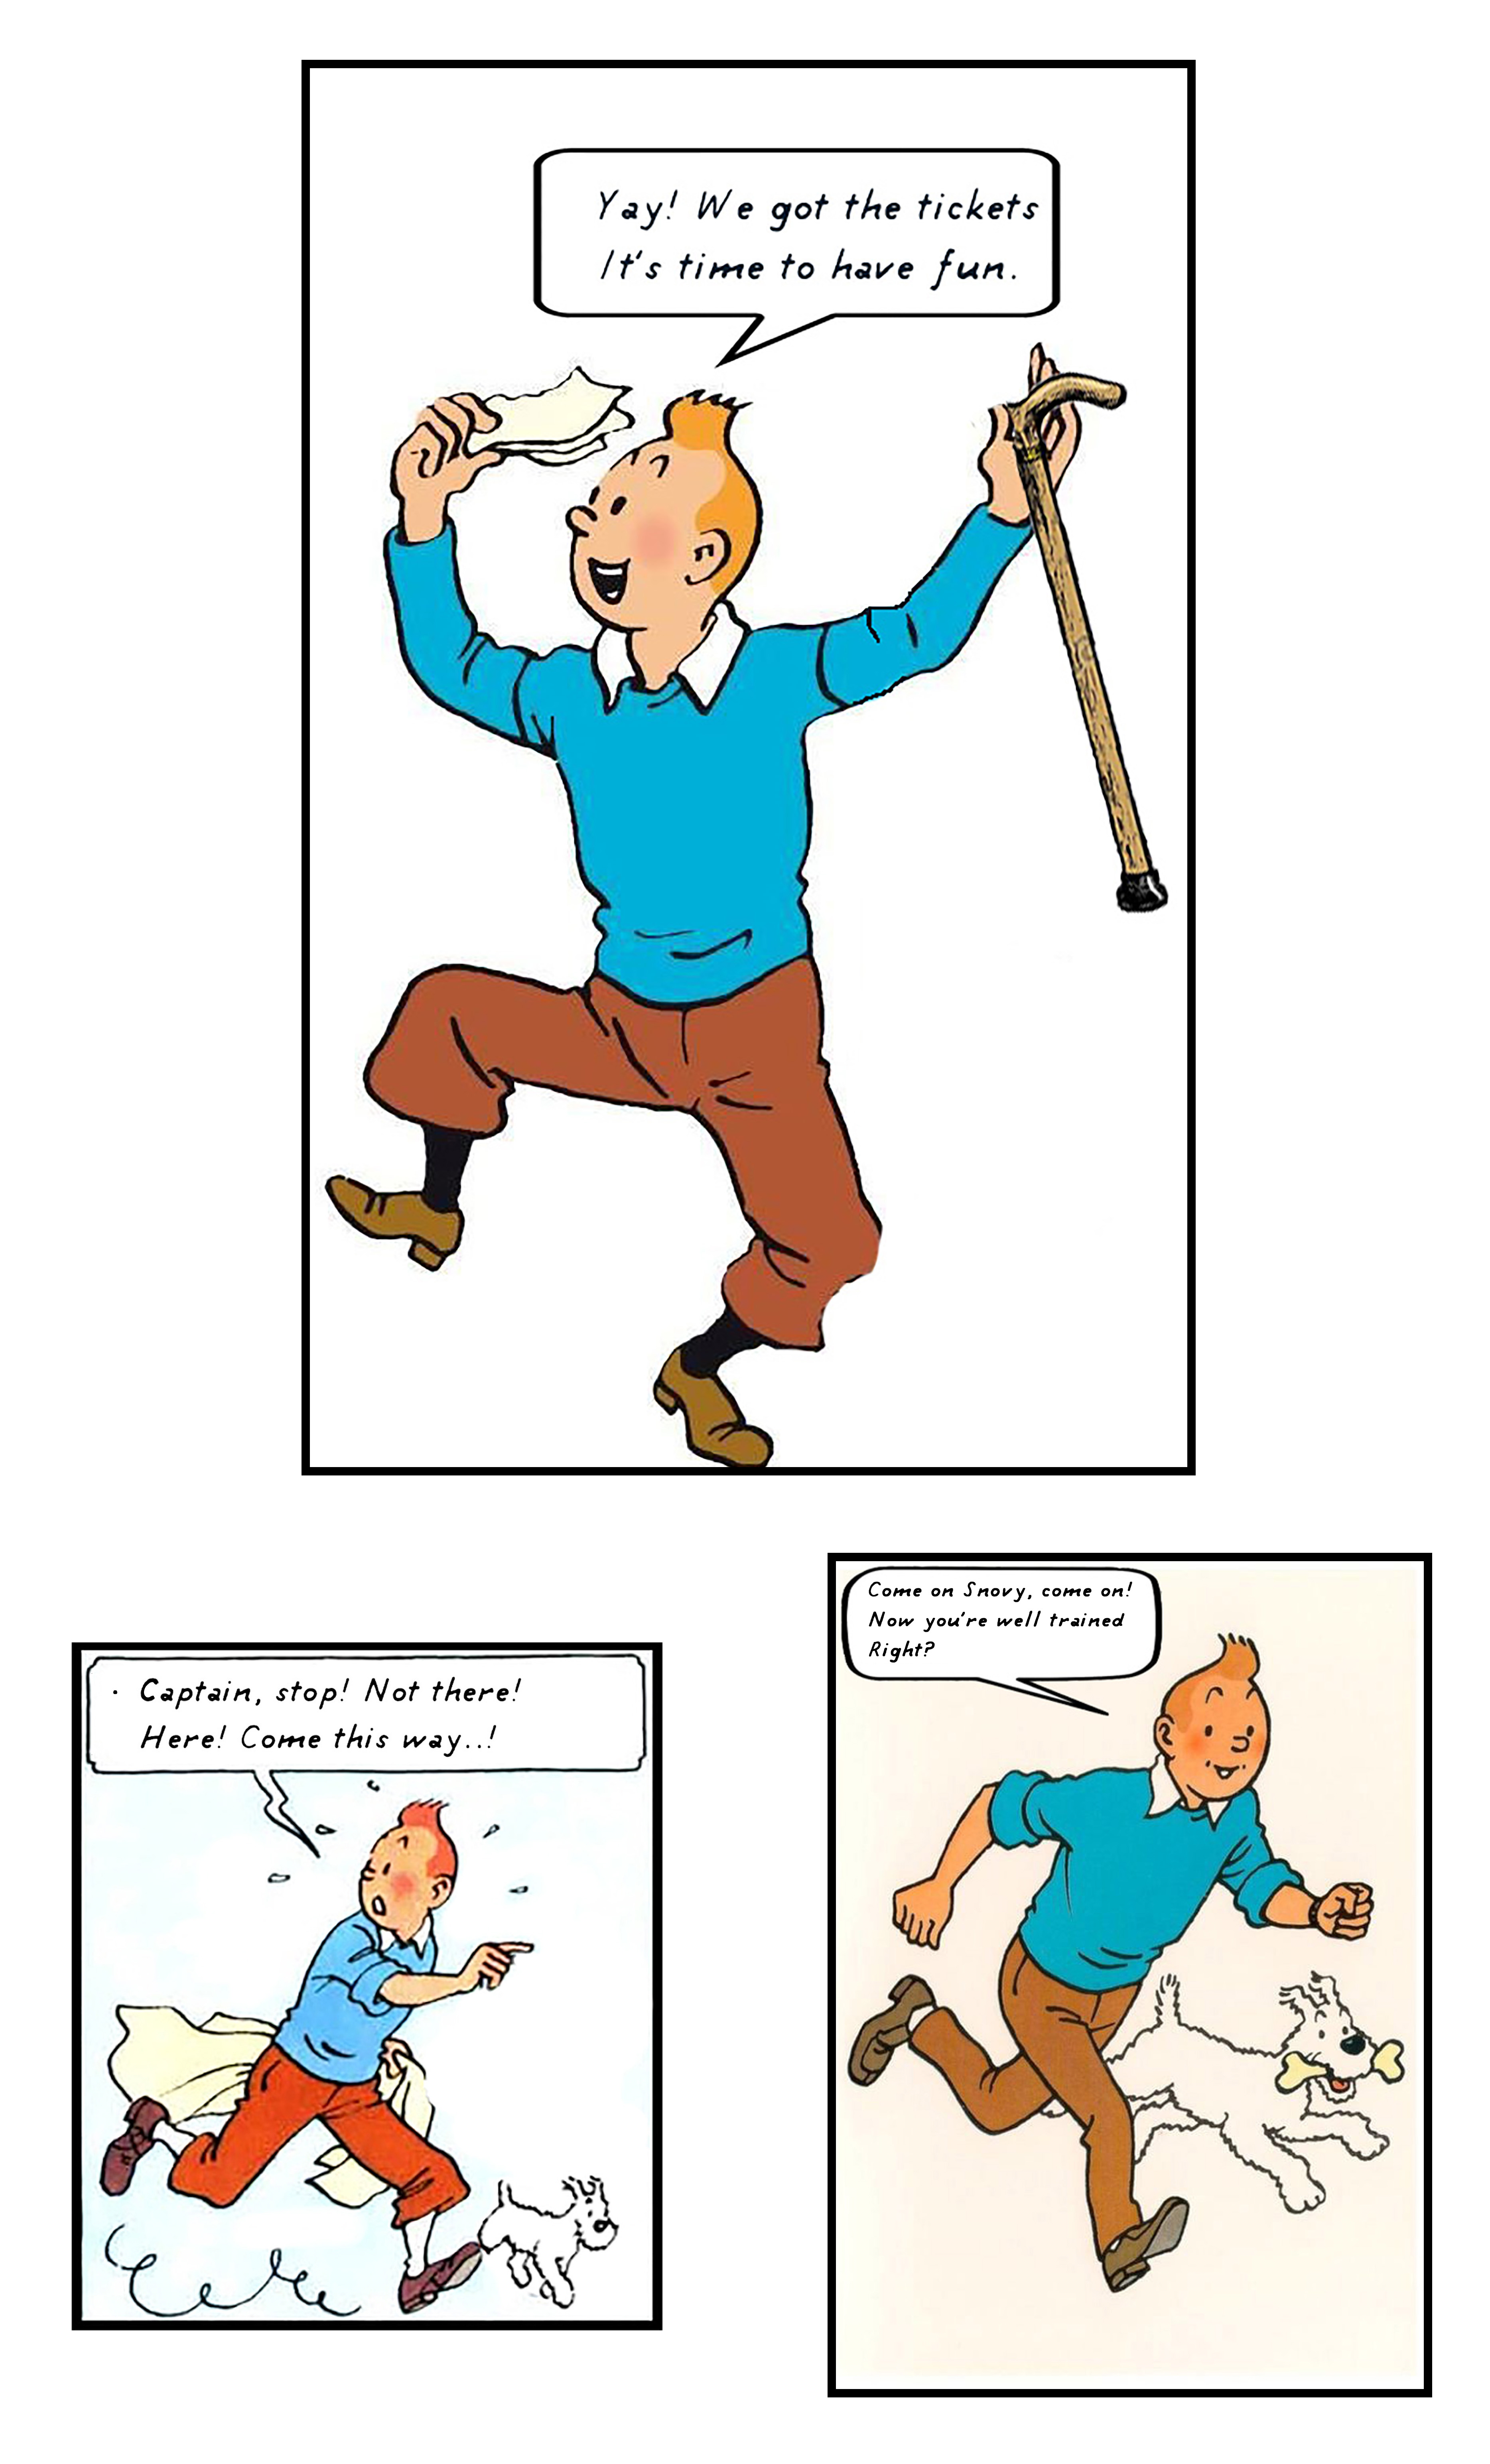 Yay! We got the tickets
It's time to have fun.
· Captain, stop! Not there!
Here! Come this way..!
Come on Snovy, come on!
Now you're well trained
Right?